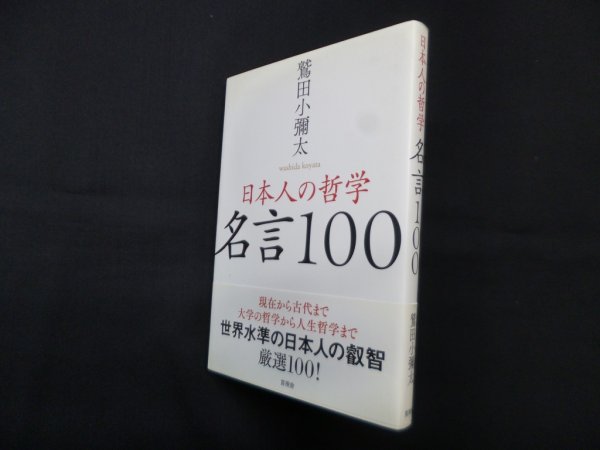 鷲田小彌太
washida koyata
日本人の哲学
名言100
現在から古代まで
大学の哲学から人生哲学まで
世界水準の日本人の叡智
厳選100!
日本人の哲学 名言100
鷲田小彌太